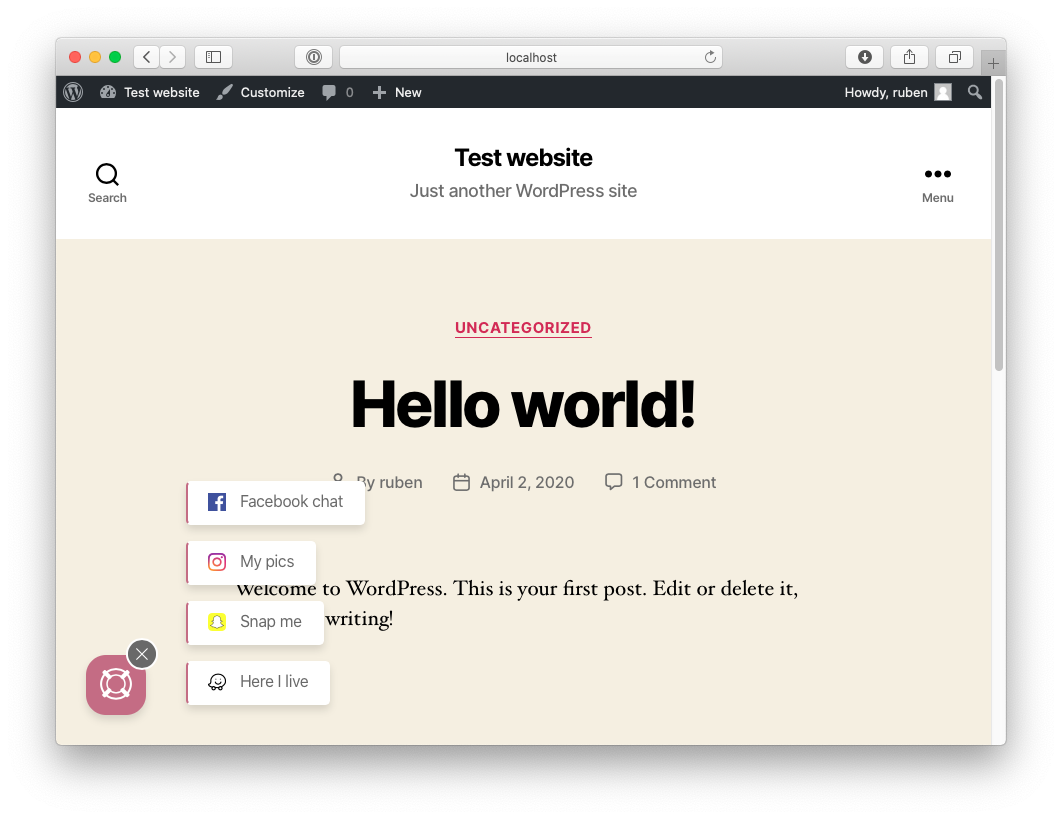 localhost
Test website Customize 0 New Howdy, ruben
Test website
Search Just another WordPress site Menu
UNCATEGORIZED
Hello world!
By ruben April 2, 2020 1 Comment
Facebook chat
My pics
Welcome to WordPress. This is your first post. Edit or delete it,
Snap me writing!
Here I live